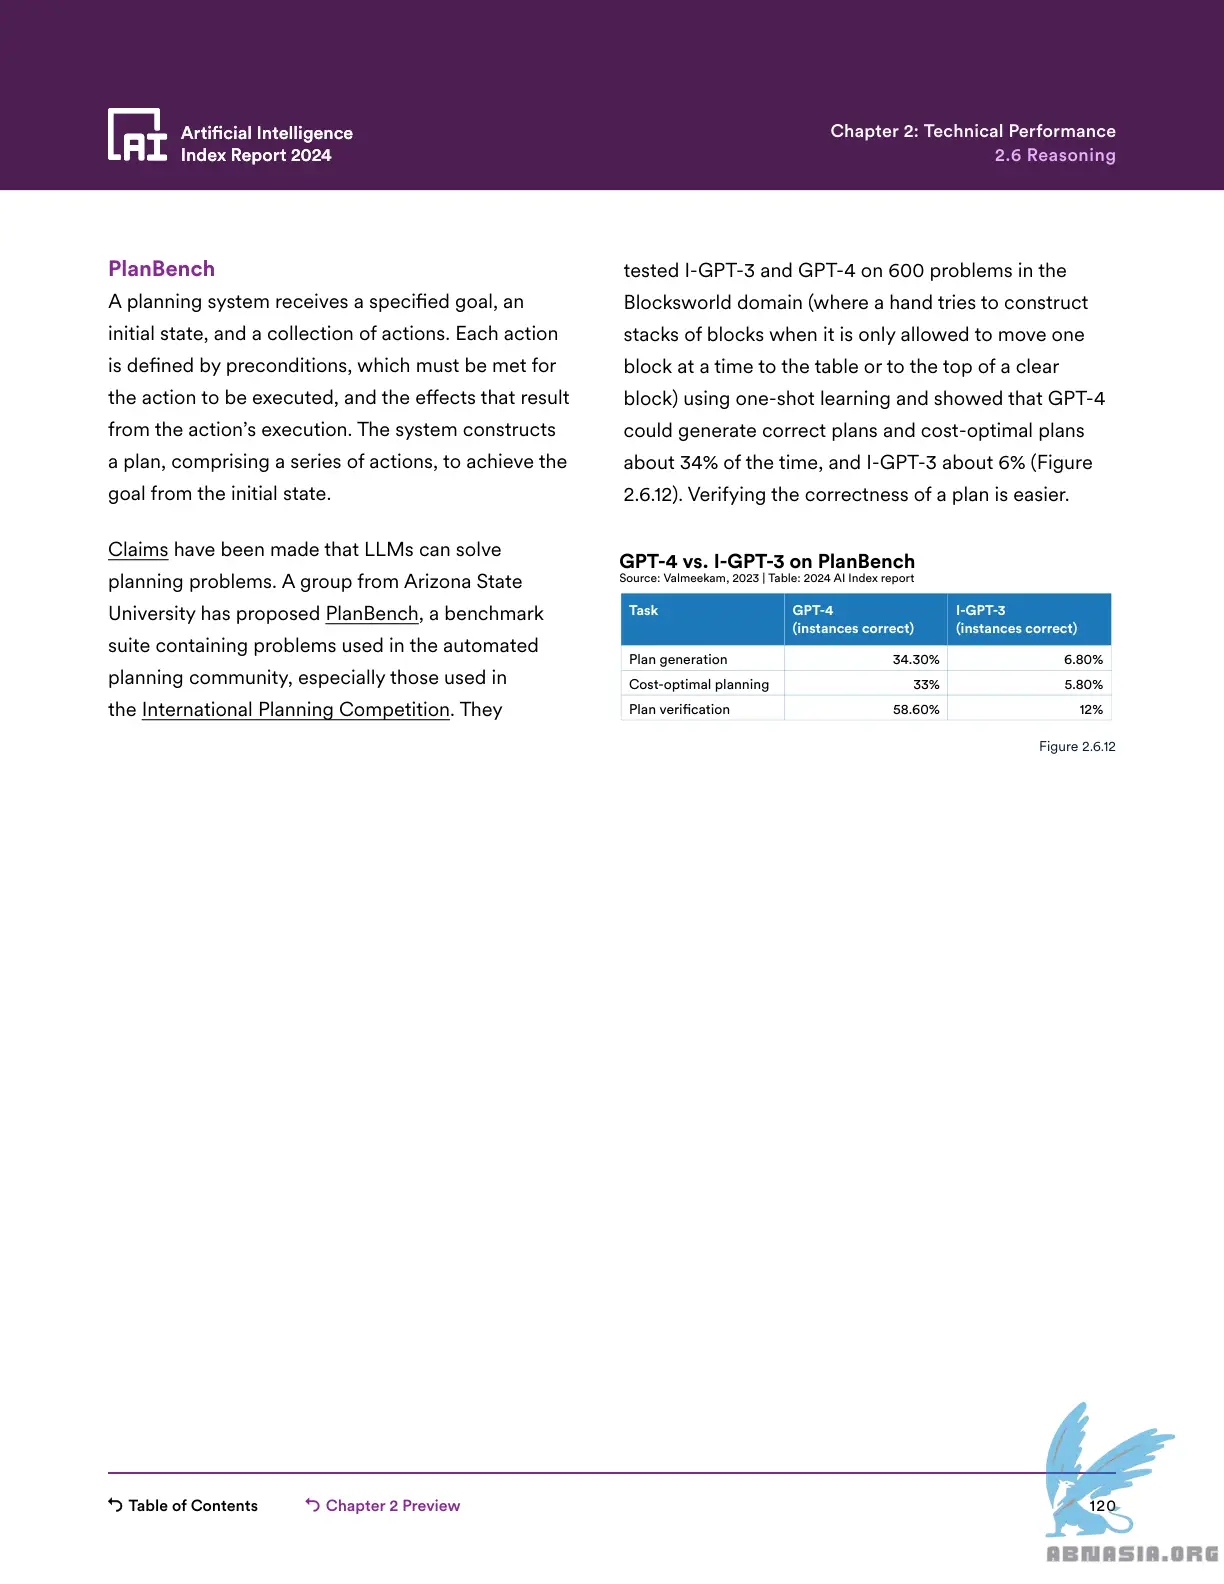 Artificial Intelligence
Index Report 2024
Chapter 2: Technical Performance
2.6 Reasoning
PlanBench
A planning system receives a specified goal, an
initial state, and a collection of actions. Each action
is defined by preconditions, which must be met for
the action to be executed, and the effects that result
from the action’s execution. The system constructs
a plan, comprising a series of actions, to achieve the
goal from the initial state.
Claims have been made that LLMs can solve
planning problems. A group from Arizona State
University has proposed PlanBench, a benchmark
suite containing problems used in the automated
planning community, especially those used in
the International Planning Competition. They
tested I-GPT-3 and GPT-4 on 600 problems in the
Blocksworld domain (where a hand tries to construct
stacks of blocks when it is only allowed to move one
block at a time to the table or to the top of a clear
block) using one-shot learning and showed that GPT-4
could generate correct plans and cost-optimal plans
about 34% of the time, and I-GPT-3 about 6% (Figure
2.6.12). Verifying the correctness of a plan is easier.
GPT-4 vs. I-GPT-3 on PlanBench
Source: Valmeekam, 2023 | Table: 2024 AI Index report
Task GPT-4 (instances correct) I-GPT-3 (instances correct)
Plan generation 34.30% 6.80%
Cost-optimal planning 33% 5.80%
Plan verification 58.60% 12%
Figure 2.6.12
Table of Contents Chapter 2 Preview 120
ABNASIA.ORG